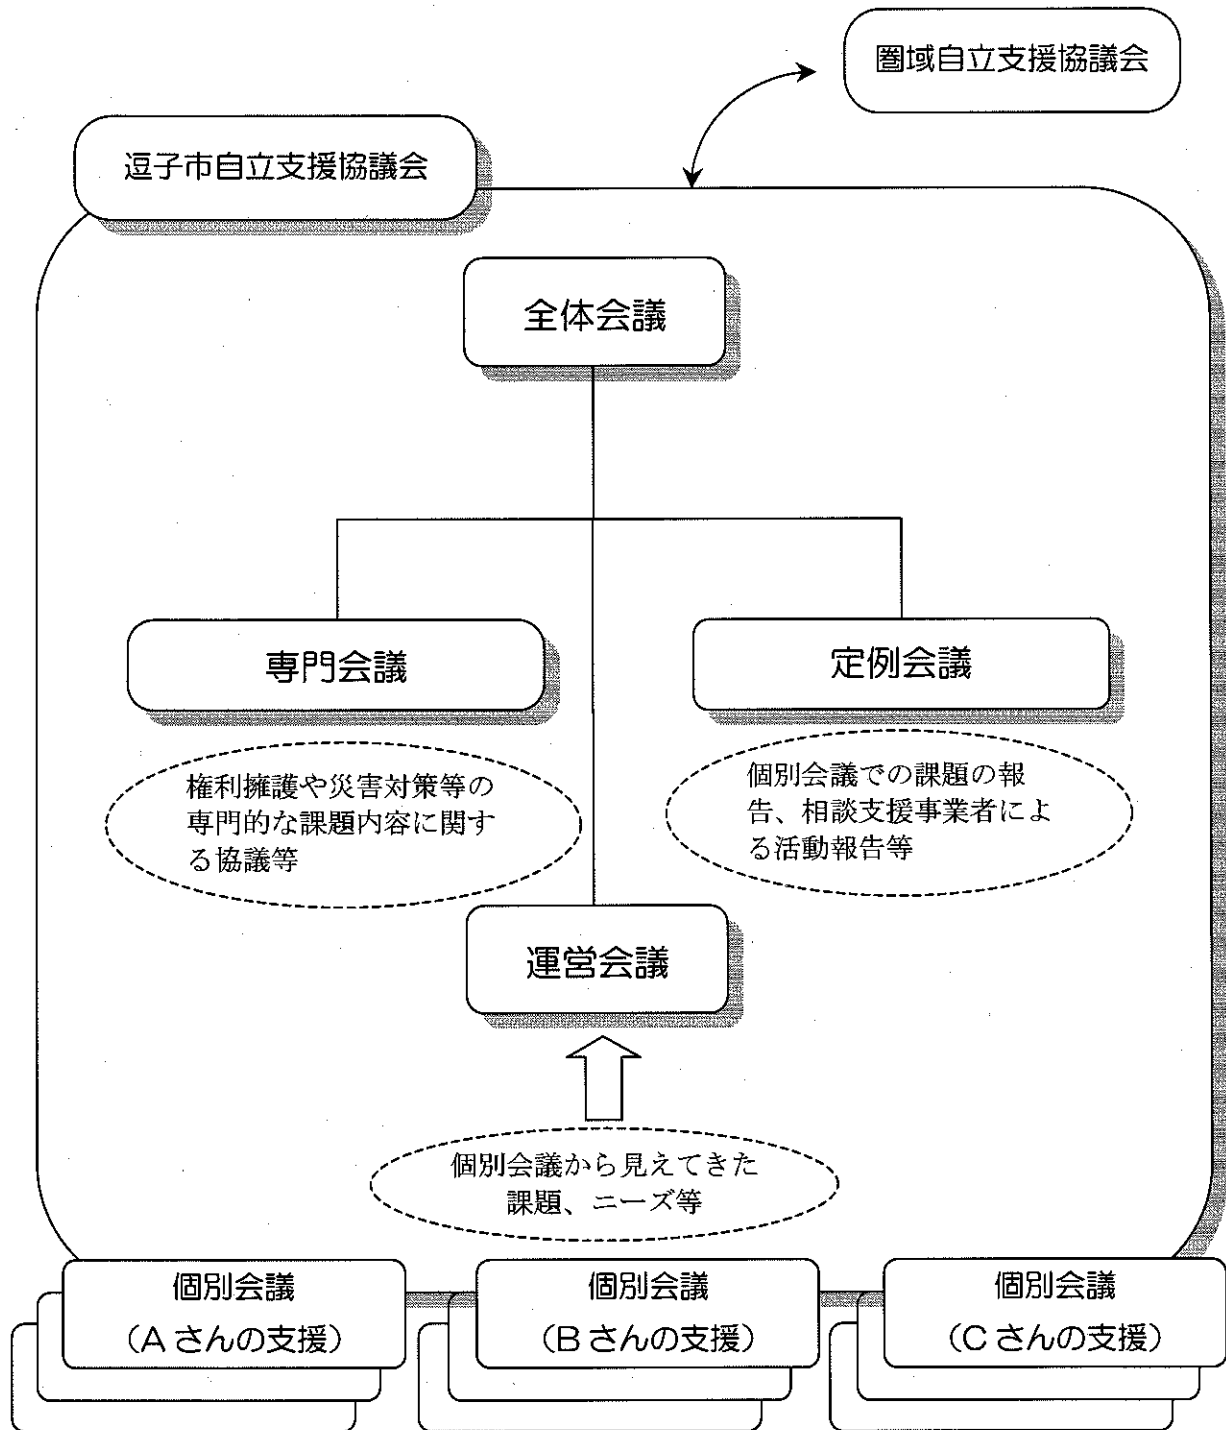 圏域自立支援協議会
逗子市自立支援協議会
全体会議
専門会議
定例会議
権利擁護や災害対策等の
専門的な課題内容に関す
る協議等
個別会議での課題の報
告、相談支援事業者によ
る活動報告等
運営会議
個別会議から見えてきた
課題、ニーズ等
個別会議
（Aさんの支援）
個別会議
（Bさんの支援）
個別会議
（Cさんの支援）